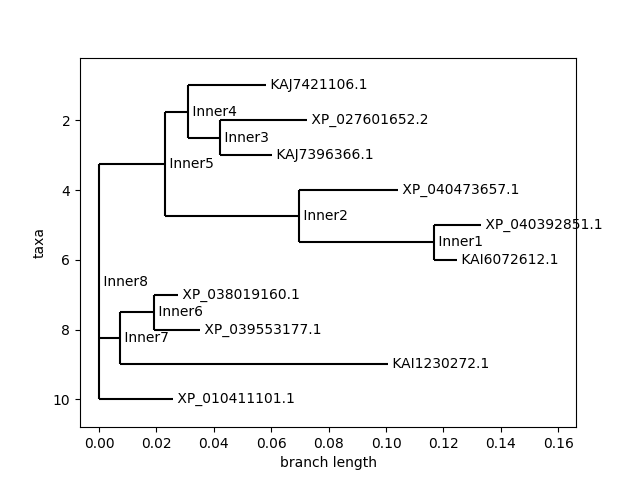 KAJ7421106.1
Inner4
2
XP_027601652.2
Inner3
KAJ7396366.1
Inner5
4
XP_040473657.1
Inner2
XP_040392851.1
Inner1
6
KAI6072612.1
taxa
Inner8
XP_038019160.1
Inner6
8
XP_039553177.1
Inner7
KAI1230272.1
10
XP_010411101.1
0.00 0.02 0.04 0.06 0.08 0.10 0.12 0.14 0.16
branch length